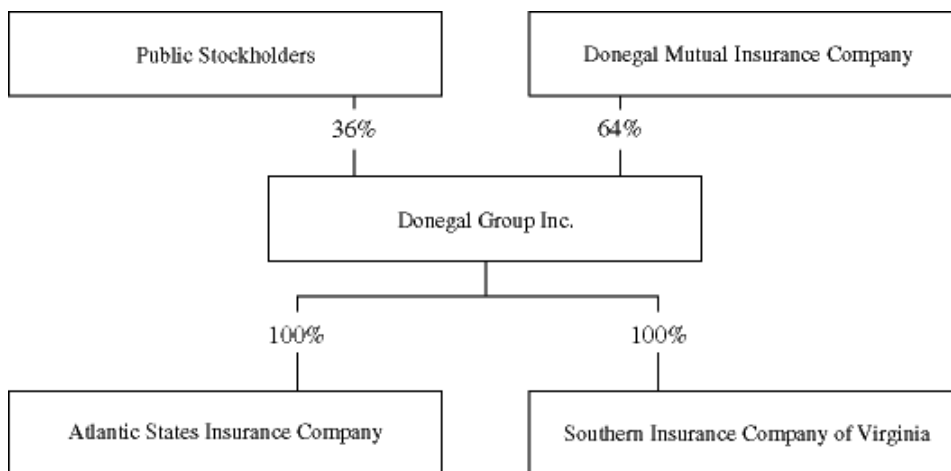 Public Stockholders
Donegal Mutual Insurance Company
36%
64%
Donegal Group Inc.
100%
100%
Atlantic States Insurance Company
Southern Insurance Company of Virginia